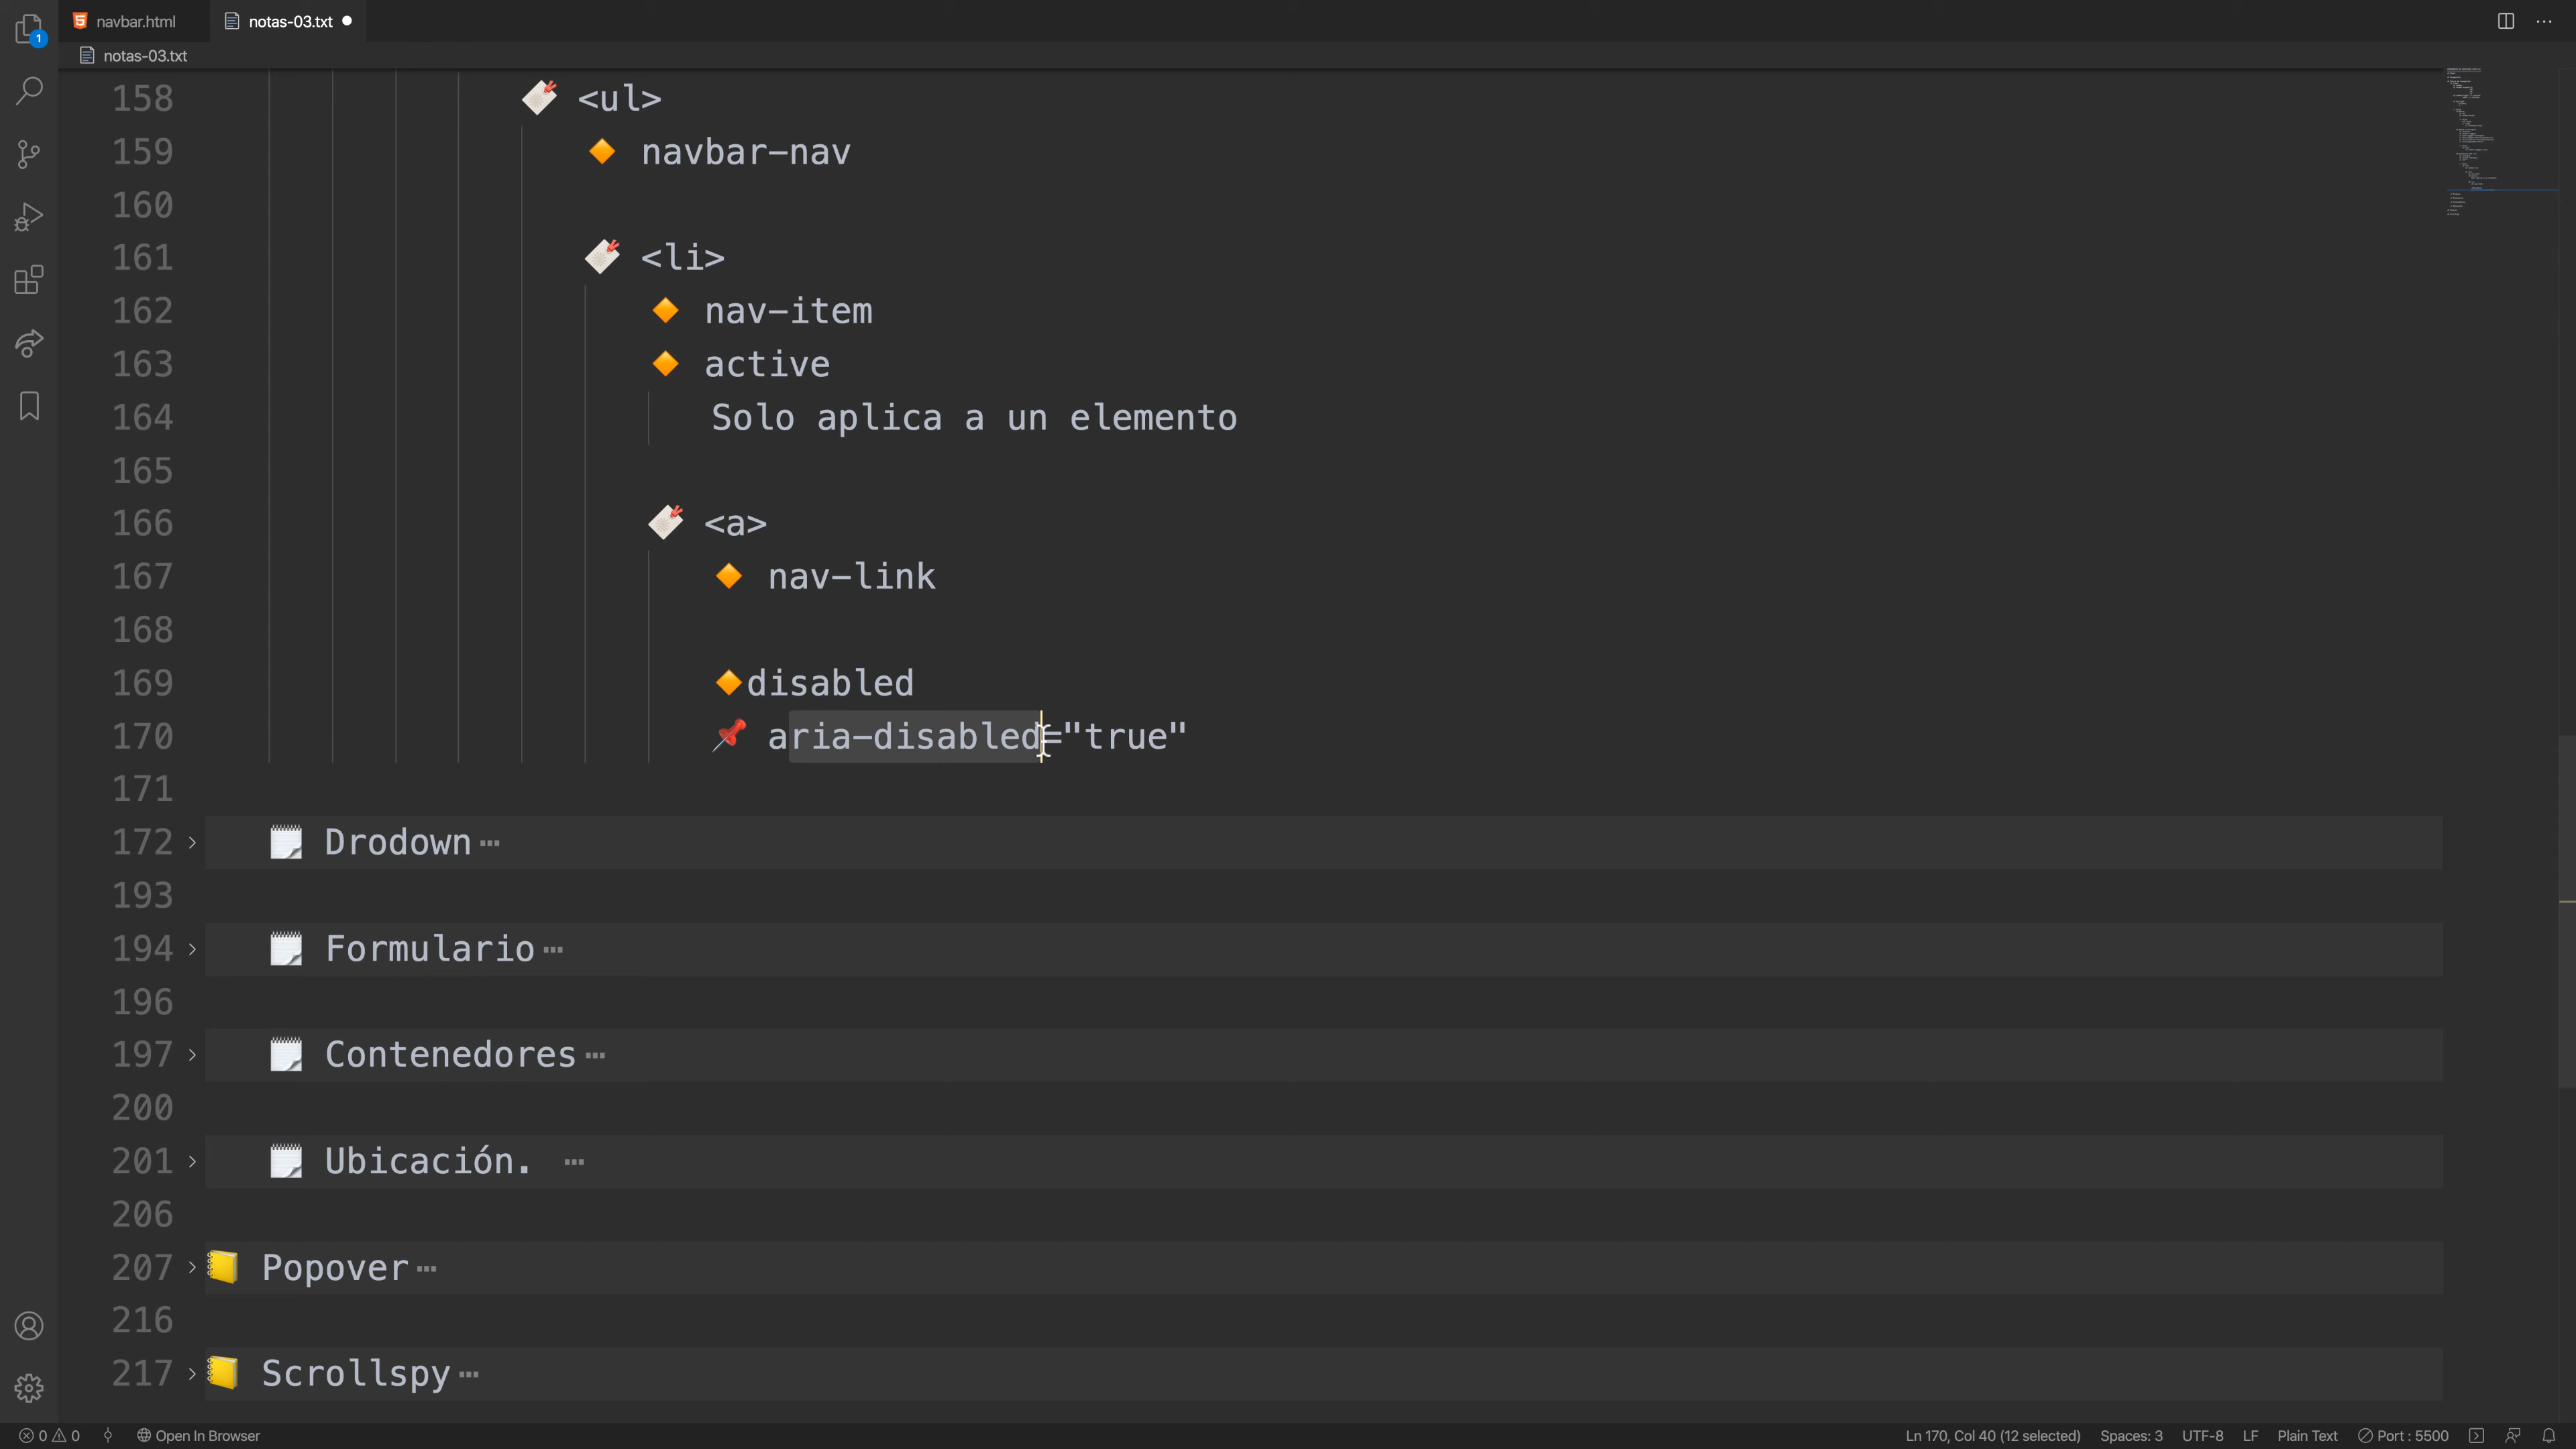 navbar.html
notas-03.txt
notas-03.txt
158 <ul>
159 navbar-nav
160
161 <li>
162 nav-item
163 active
164 Solo aplica a un elemento
165
166 <a>
167 nav-link
168
169 disabled
170 aria-disabled="true"
171
172 Drodown
193
194 Formulario
196
197 Contenedores
200
201 Ubicación.
206
207 Popover
216
217 Scrollspy
1
0 0 Open In Browser Ln 170, Col 40 (12 selected) Spaces: 3 UTF-8 LF Plain Text Port : 5500